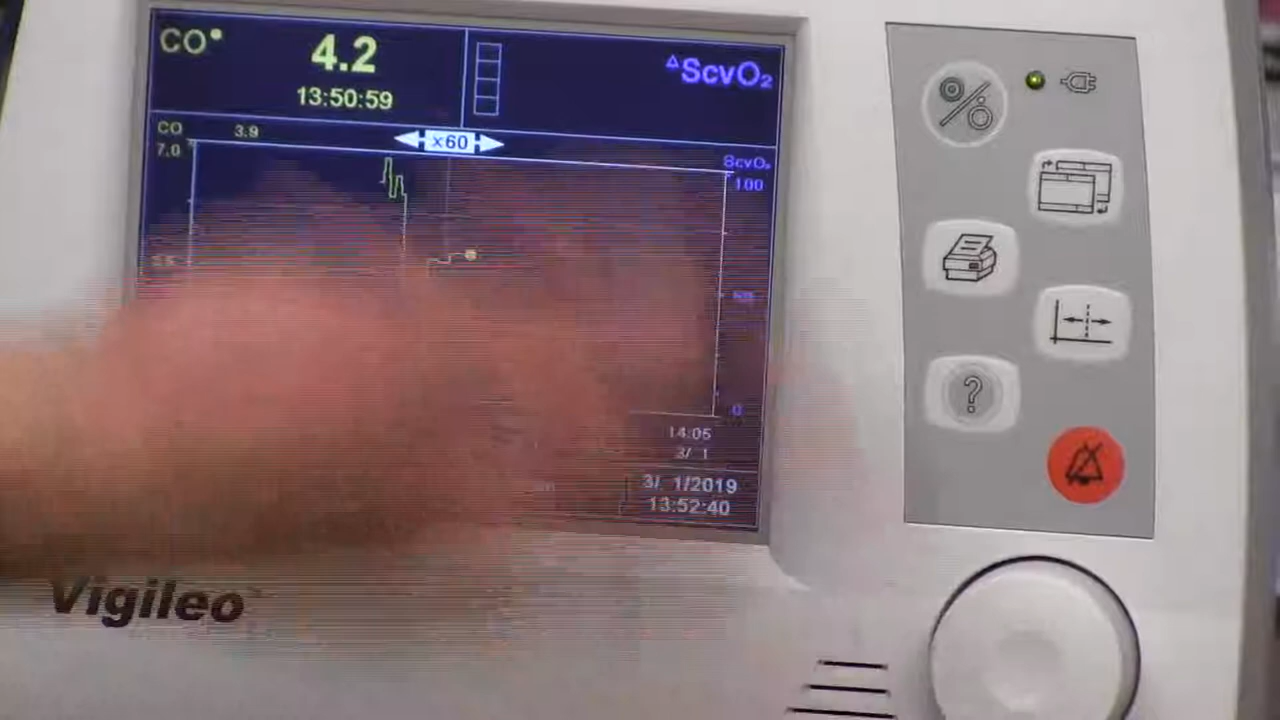 CO
4.2
13:50:59
ΔScvO₂
CO
3.9
x60
7.0
ScvO₂
100
0
14:05
3/ 1
3/ 1/2019
13:52:40
Vigileo
?